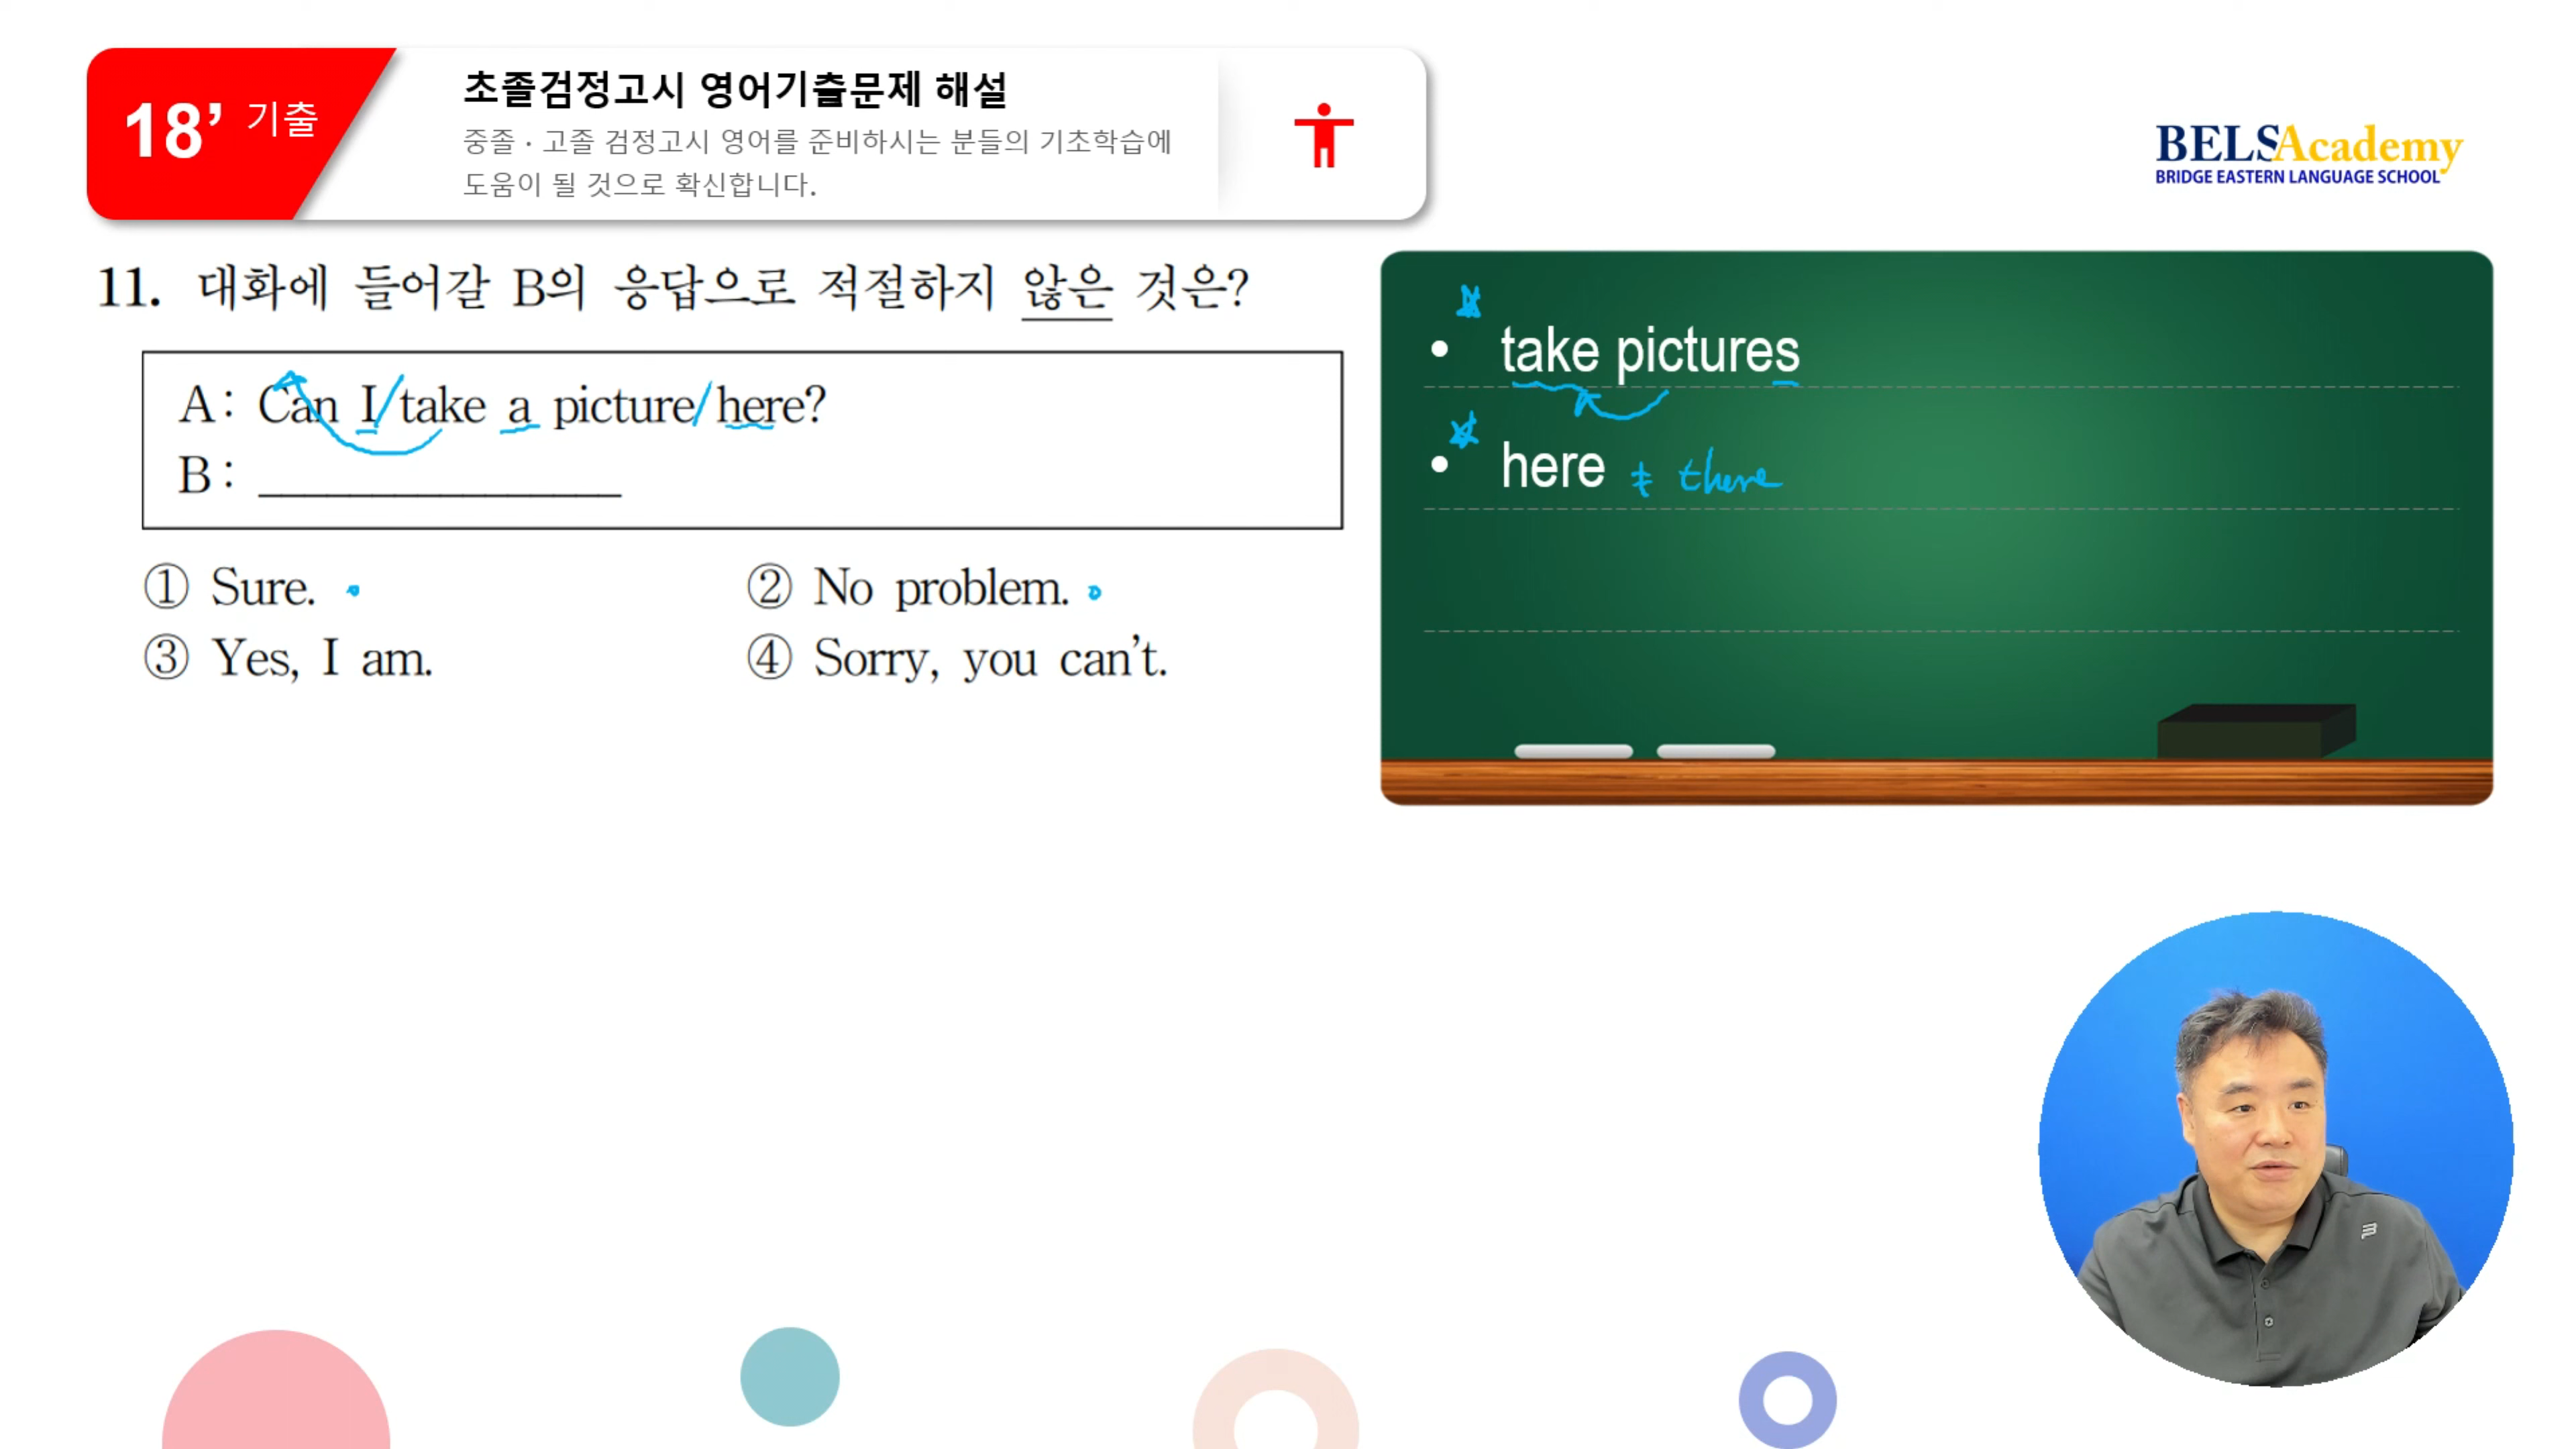 18’ 기출
초졸검정고시 영어기출문제 해설
중졸 · 고졸 검정고시 영어를 준비하시는 분들의 기초학습에
도움이 될 것으로 확신합니다.
BELSAcademy
BRIDGE EASTERN LANGUAGE SCHOOL
11. 대화에 들어갈 B의 응답으로 적절하지 않은 것은?
A: Can I/take a picture/here?
B: ______________
① Sure.
② No problem.
③ Yes, I am.
④ Sorry, you can’t.
• take pictures
• here ≠ there